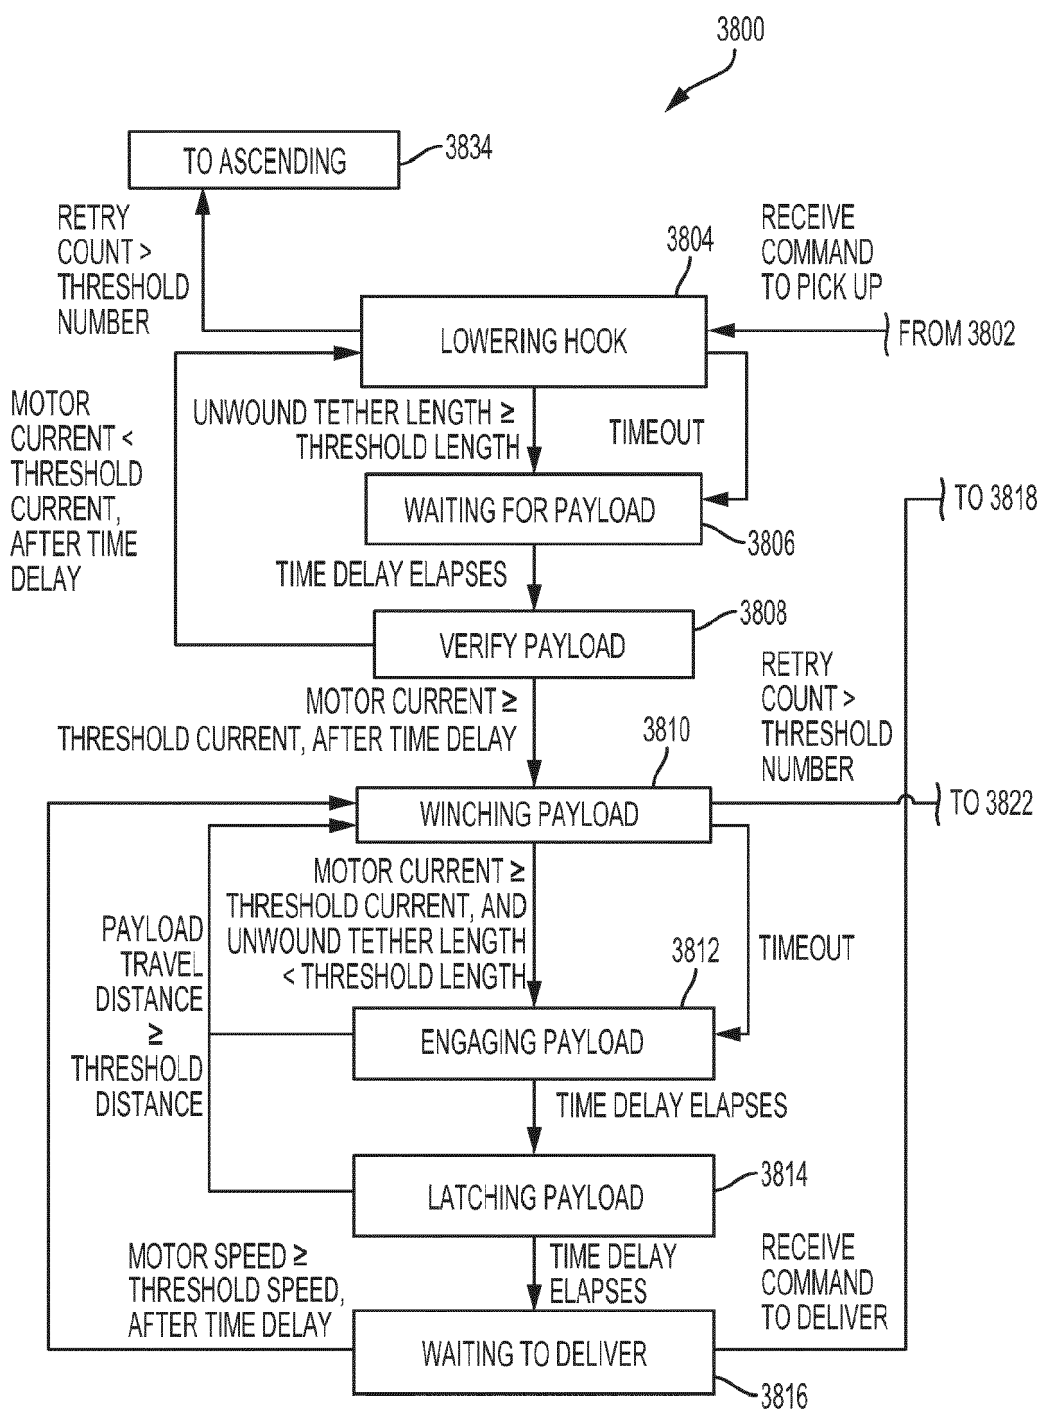 3800
TO ASCENDING
3834
RETRY
COUNT >
THRESHOLD
NUMBER
3804
RECEIVE
COMMAND
TO PICK UP
LOWERING HOOK
FROM 3802
MOTOR
CURRENT <
THRESHOLD
CURRENT,
AFTER TIME
DELAY
UNWOUND TETHER LENGTH ≥
THRESHOLD LENGTH
TIMEOUT
WAITING FOR PAYLOAD
3806
TO 3818
TIME DELAY ELAPSES
3808
VERIFY PAYLOAD
MOTOR CURRENT ≥
THRESHOLD CURRENT, AFTER TIME DELAY
RETRY
COUNT >
THRESHOLD
NUMBER
3810
WINCHING PAYLOAD
TO 3822
MOTOR CURRENT ≥
THRESHOLD CURRENT, AND
UNWOUND TETHER LENGTH
< THRESHOLD LENGTH
PAYLOAD
TRAVEL
DISTANCE
≥
THRESHOLD
DISTANCE
3812
TIMEOUT
ENGAGING PAYLOAD
TIME DELAY ELAPSES
LATCHING PAYLOAD
3814
MOTOR SPEED ≥
THRESHOLD SPEED,
AFTER TIME DELAY
TIME DELAY
ELAPSES
RECEIVE
COMMAND
TO DELIVER
WAITING TO DELIVER
3816